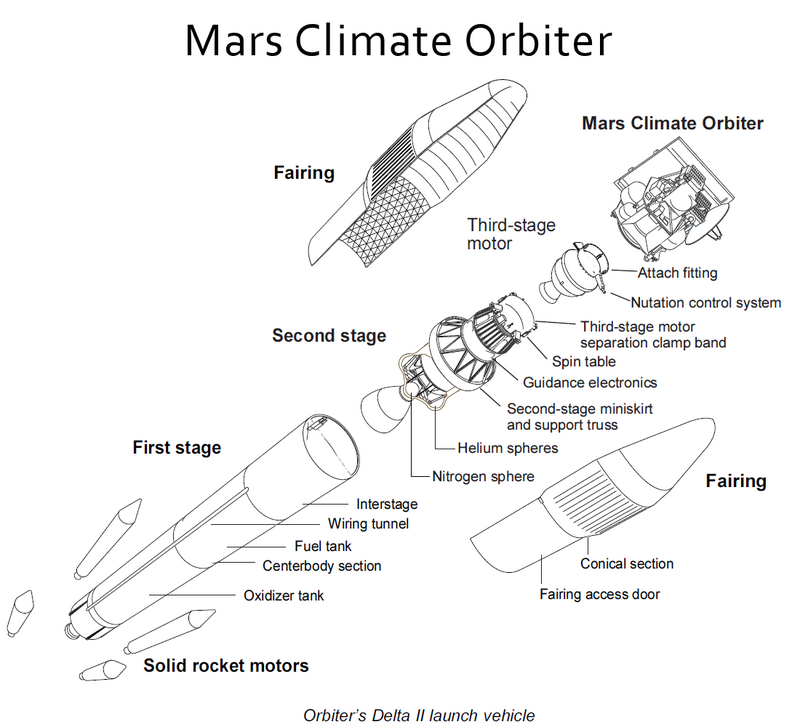 Mars Climate Orbiter
Mars Climate Orbiter
Fairing
Third-stage
motor
Attach fitting
Nutation control system
Third-stage motor
separation clamp band
Second stage
Spin table
Guidance electronics
Second-stage miniskirt
and support truss
Helium spheres
Nitrogen sphere
First stage
Fairing
Interstage
Wiring tunnel
Fuel tank
Centerbody section
Conical section
Oxidizer tank
Fairing access door
Solid rocket motors
Orbiter's Delta II launch vehicle